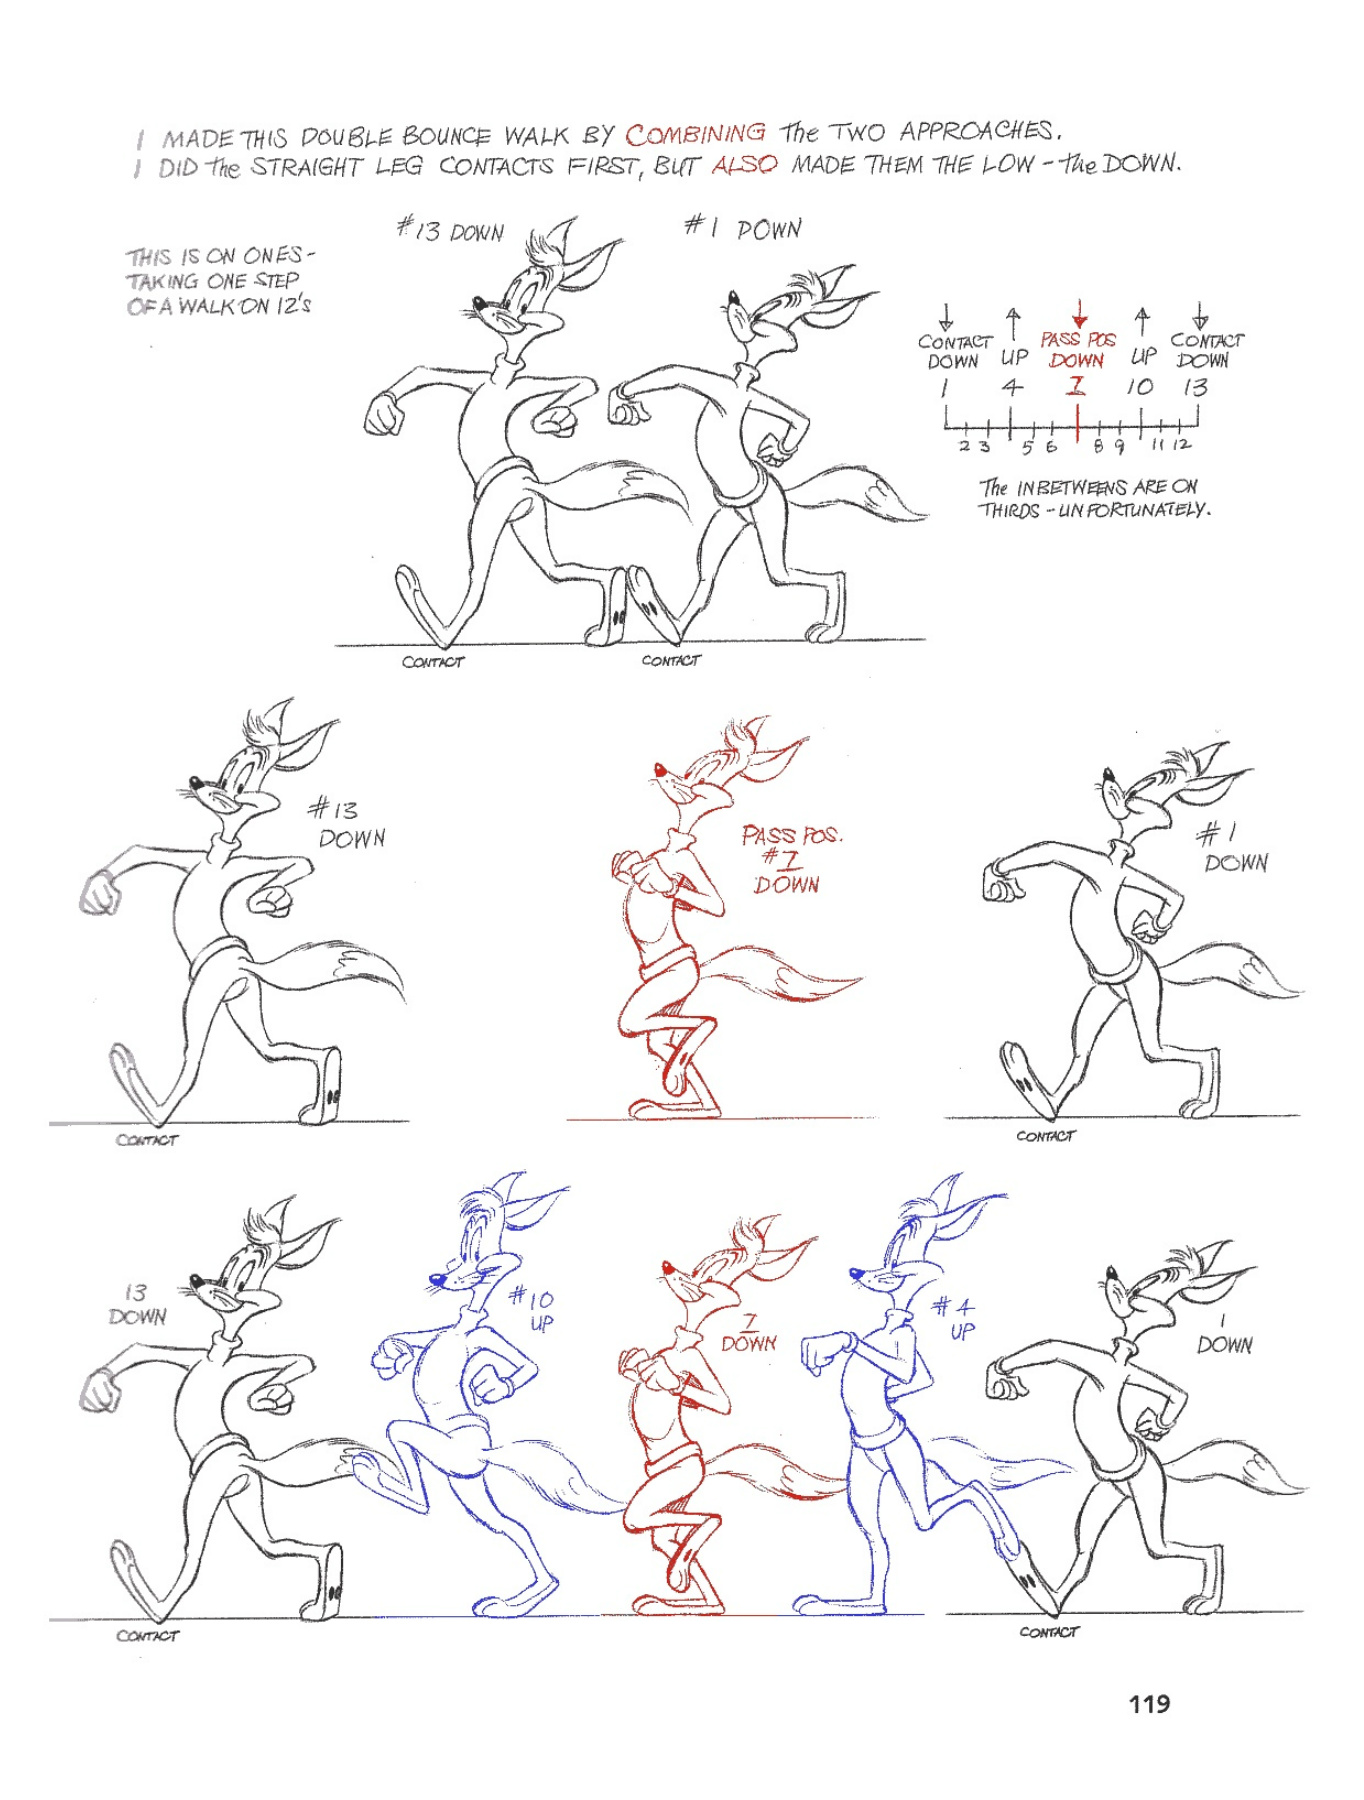 I MADE THIS DOUBLE BOUNCE WALK BY COMBINING The TWO APPROACHES.
I DID The STRAIGHT LEG CONTACTS FIRST, BUT ALSO MADE THEM THE LOW – The DOWN.
#13 DOWN
#1 DOWN
THIS IS ON ONES –
TAKING ONE STEP
OF A WALK ON 12'S
CONTACT DOWN
UP
PASS POS DOWN
UP
CONTACT DOWN
1 4 7 10 13
2 3 5 6 8 9 11 12
The INBETWEENS ARE ON
THIRDS – UNFORTUNATELY.
CONTACT
CONTACT
#13
DOWN
PASS POS.
#7
DOWN
#1
DOWN
CONTACT
CONTACT
13
DOWN
#10
UP
7
DOWN
#4
UP
1
DOWN
CONTACT
CONTACT
119